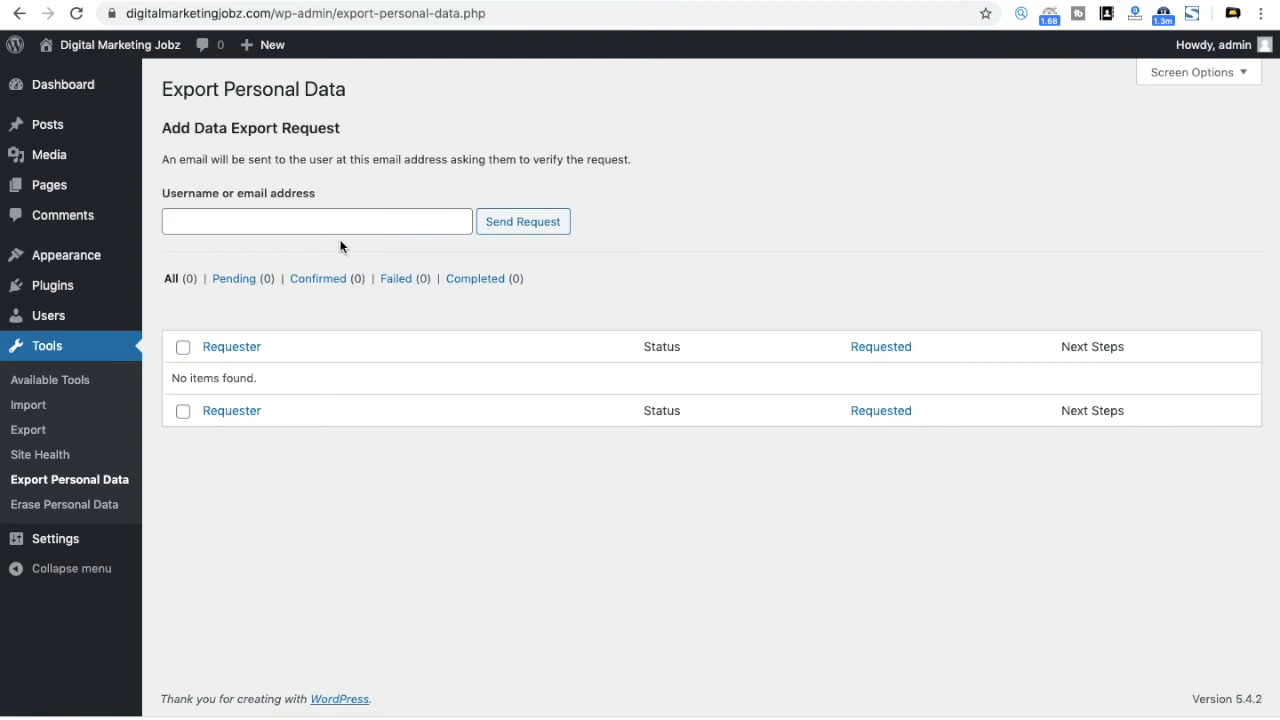 digitalmarketingjobz.com/wp-admin/export-personal-data.php
1.68
1.3m
Digital Marketing Jobz 0 New
Howdy, admin
Screen Options
Dashboard
Posts
Media
Pages
Comments
Appearance
Plugins
Users
Tools
Available Tools
Import
Export
Site Health
Export Personal Data
Erase Personal Data
Settings
Collapse menu
Export Personal Data
Add Data Export Request
An email will be sent to the user at this email address asking them to verify the request.
Username or email address
Send Request
All (0) | Pending (0) | Confirmed (0) | Failed (0) | Completed (0)
Requester Status Requested Next Steps
No items found.
Requester Status Requested Next Steps
Thank you for creating with WordPress.
Version 5.4.2